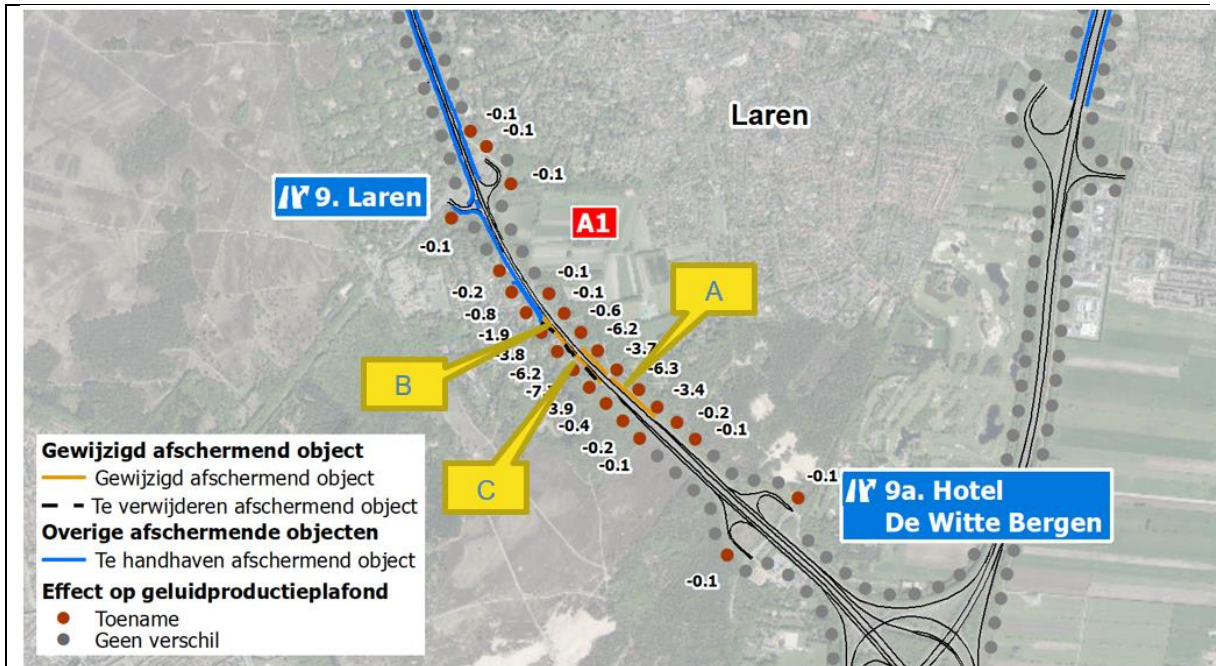 Laren
-0.1
-0.1
-0.1
9. Laren
A1
-0.1
-0.1
-0.2
-0.1
-0.8
-0.6
A
-1.9
-6.2
-3.8
-3.7
B
-6.2
-6.3
-3.4
3.9
-0.2
-0.4
-0.1
-0.2
-0.1
C
-0.1
9a. Hotel
De Witte Bergen
-0.1
Gewijzigd afschermend object
Gewijzigd afschermend object
Te verwijderen afschermend object
Overige afschermende objecten
Te handhaven afschermend object
Effect op geluidproductieplafond
Toename
Geen verschil